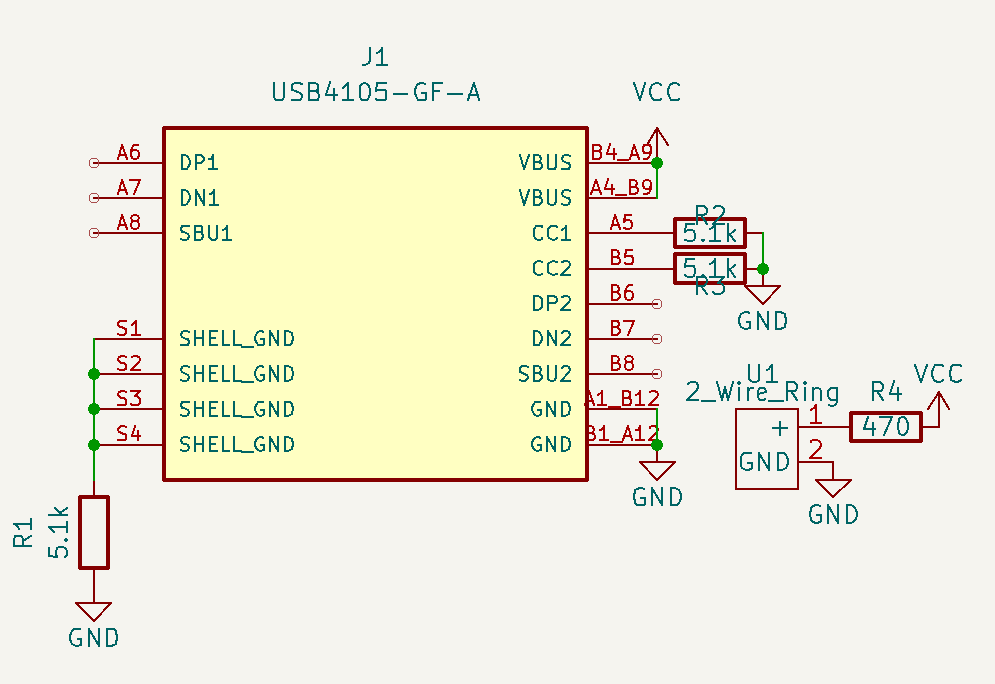 J1
USB4105-GF-A
VCC
A6 DP1 VBUS B4_A9
A7 DN1 VBUS A4_B9
A8 SBU1 CC1 A5 R2 5.1k
CC2 B5 5.1k R3
DP2 B6 GND
S1 SHELL_GND DN2 B7
S2 SHELL_GND SBU2 B8
S3 SHELL_GND GND A1_B12
S4 SHELL_GND GND B1_A12
GND
U1
2_Wire_Ring
R4
VCC
+ 1 470
GND 2
GND
R1
5.1k
GND